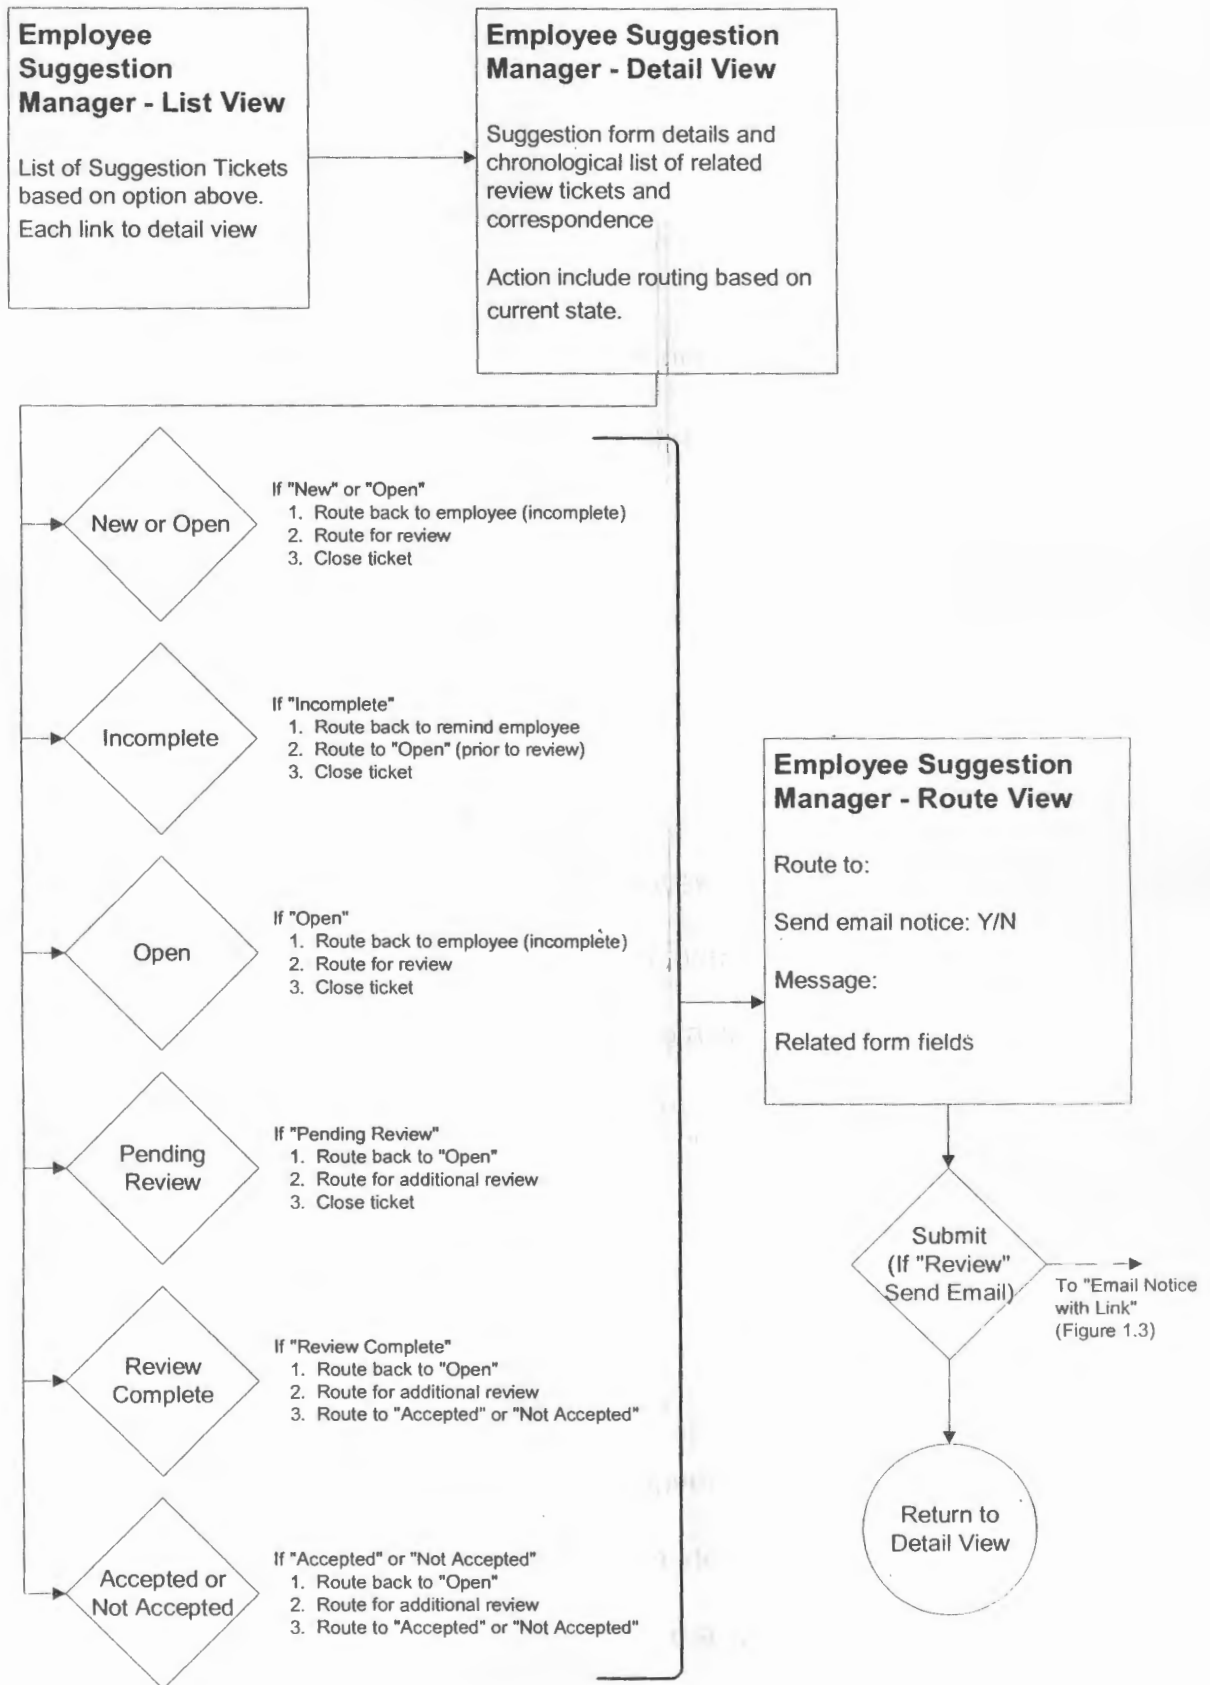 Employee
Suggestion
Manager - List View
List of Suggestion Tickets
based on option above.
Each link to detail view
Employee Suggestion
Manager - Detail View
Suggestion form details and
chronological list of related
review tickets and
correspondence
Action include routing based on
current state.
New or Open
If "New" or "Open"
1. Route back to employee (incomplete)
2. Route for review
3. Close ticket
Incomplete
If "Incomplete"
1. Route back to remind employee
2. Route to "Open" (prior to review)
3. Close ticket
Open
If "Open"
1. Route back to employee (incomplete)
2. Route for review
3. Close ticket
Pending
Review
If "Pending Review"
1. Route back to "Open"
2. Route for additional review
3. Close ticket
Review
Complete
If "Review Complete"
1. Route back to "Open"
2. Route for additional review
3. Route to "Accepted" or "Not Accepted"
Accepted or
Not Accepted
If "Accepted" or "Not Accepted"
1. Route back to "Open"
2. Route for additional review
3. Route to "Accepted" or "Not Accepted"
Employee Suggestion
Manager - Route View
Route to:
Send email notice: Y/N
Message:
Related form fields
Submit
(If "Review"
Send Email)
To "Email Notice
with Link"
(Figure 1.3)
Return to
Detail View